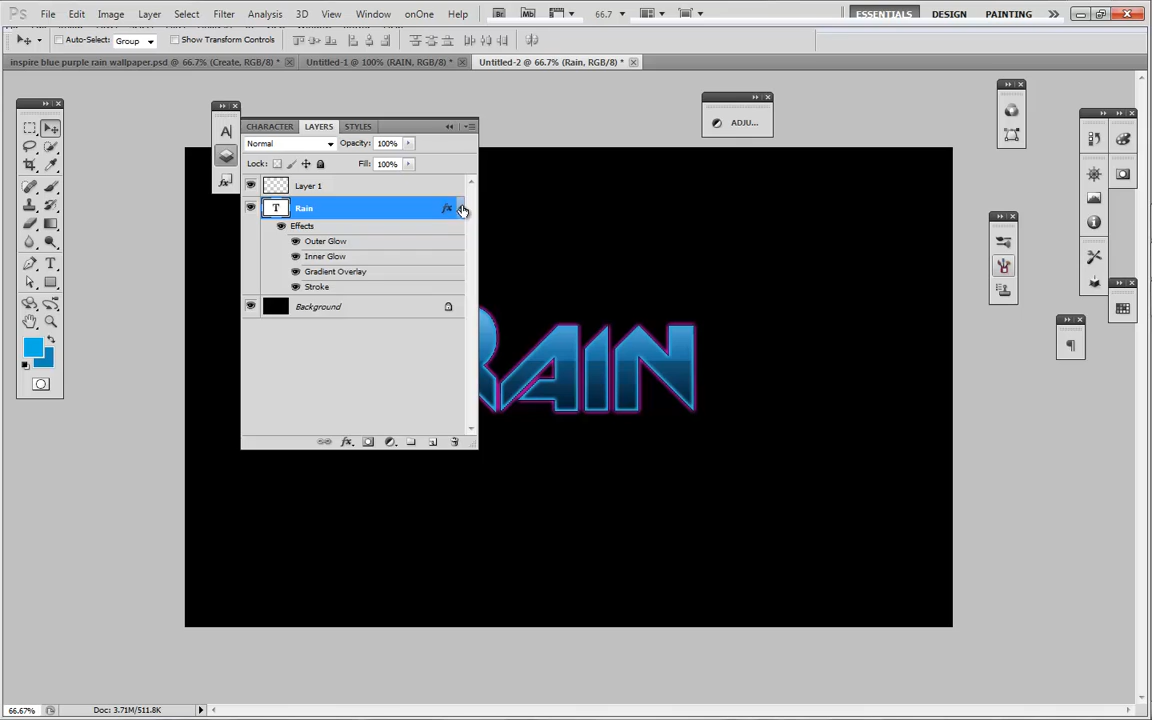 Ps File Edit Image Layer Select Filter Analysis 3D View Window onOne Help Br Mb 66.7 ESSENTIALS DESIGN PAINTING
Auto-Select: Group Show Transform Controls
inspire blue purple rain wallpaper.psd @ 66.7% (Create, RGB/8) * Untitled-1 @ 100% (RAIN, RGB/8) * Untitled-2 @ 66.7% (Rain, RGB/8) *
CHARACTER LAYERS STYLES
ADJU...
Normal Opacity: 100%
Lock: Fill: 100%
Layer 1
T Rain fx
Effects
Outer Glow
Inner Glow
Gradient Overlay
Stroke
Background
RAIN
66.67% Doc: 3.71M/511.8K